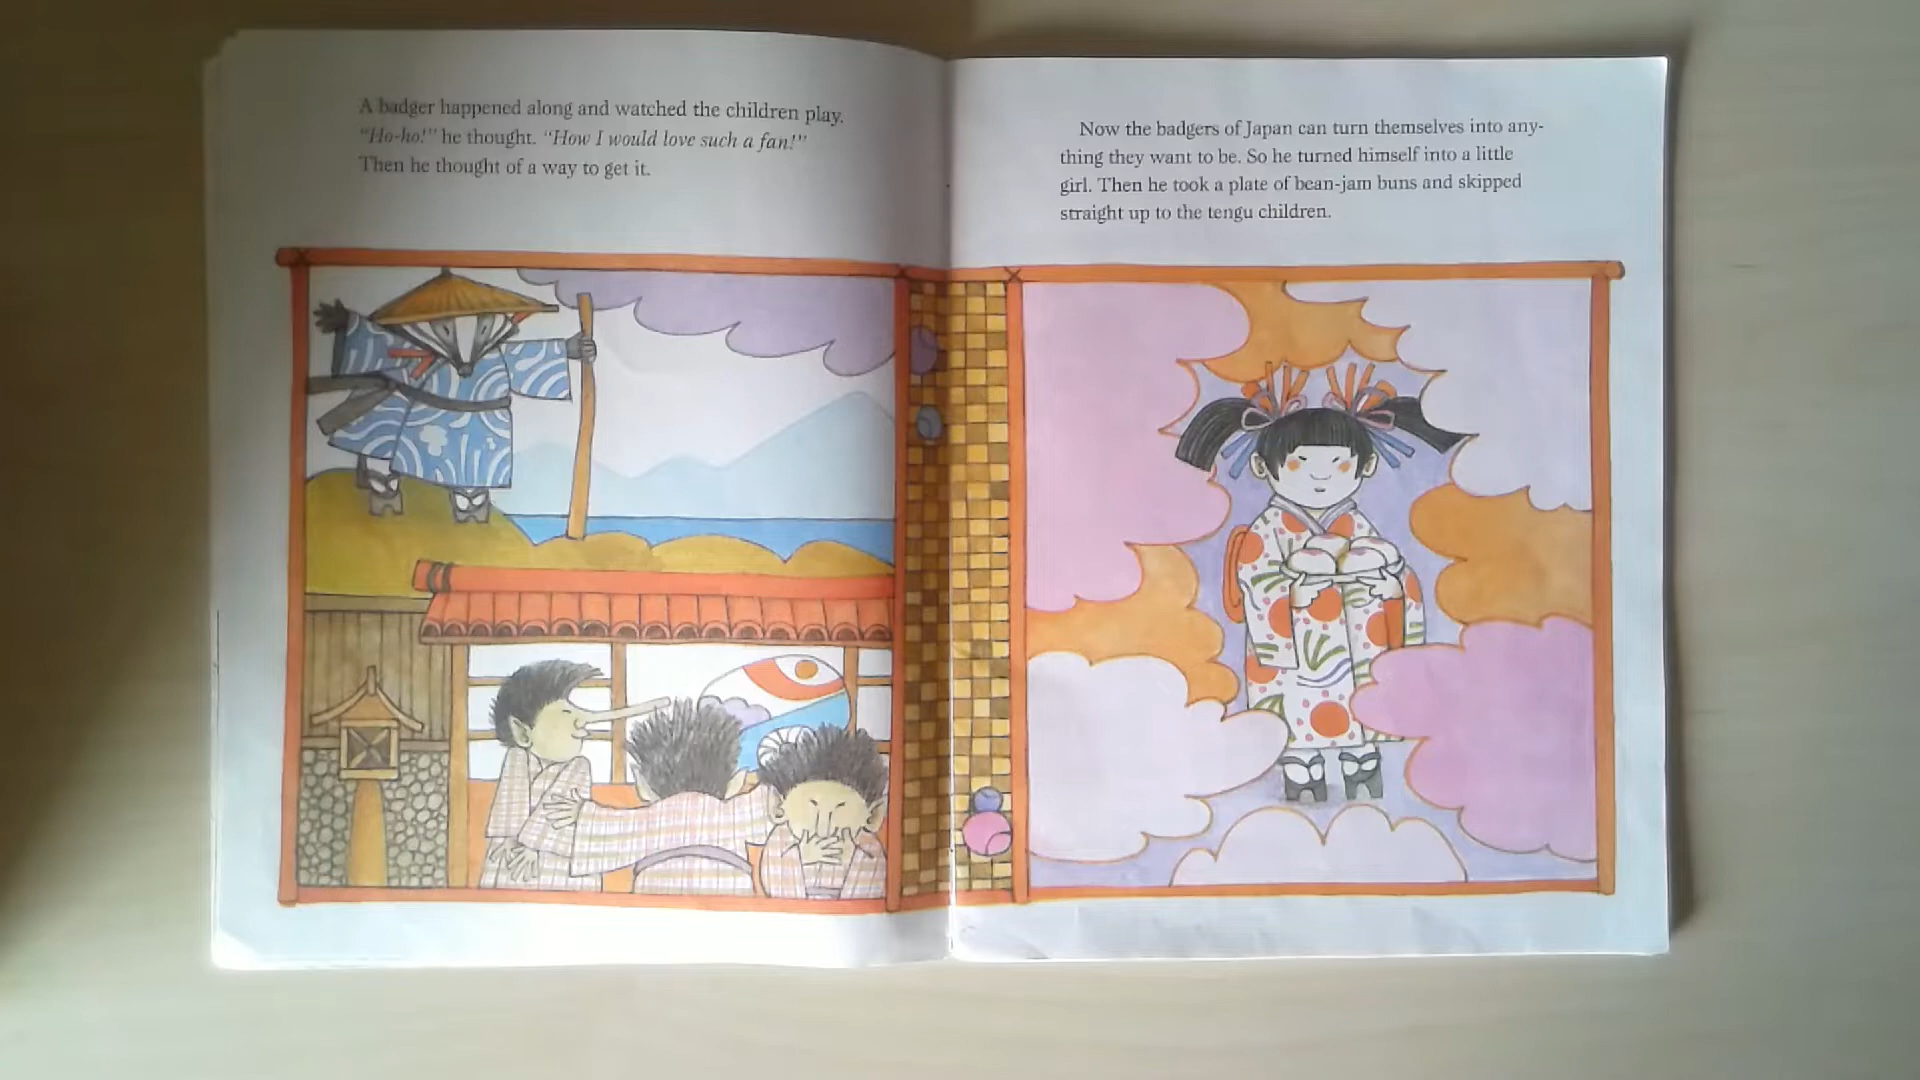 A badger happened along and watched the children play.
"Ho-ho!" he thought. "How I would love such a fan!"
Then he thought of a way to get it.
Now the badgers of Japan can turn themselves into any-
thing they want to be. So he turned himself into a little
girl. Then he took a plate of bean-jam buns and skipped
straight up to the tengu children.